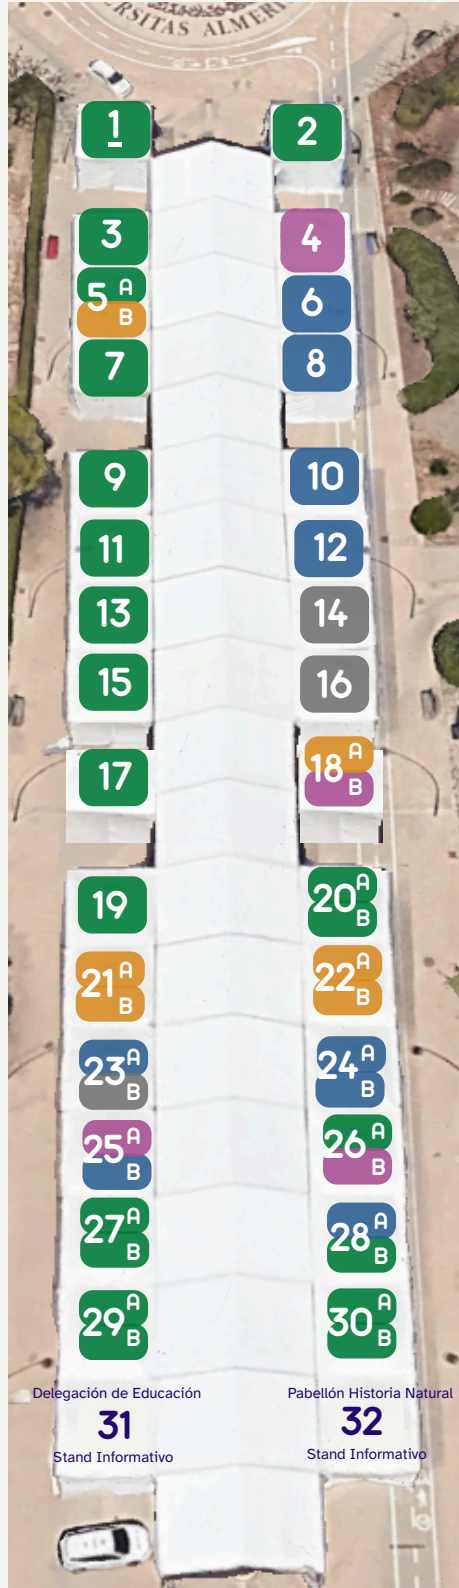 ERSITAS ALMERI
1
2
3
4
5 A
B
6
7
8
9
10
11
12
13
14
15
16
17
18 A
B
19
20 A
B
21 A
B
22 A
B
23 A
B
24 A
B
25 A
B
26 A
B
27 A
B
28 A
B
29 A
B
30 A
B
Delegación de Educación
31
Stand Informativo
Pabellón Historia Natural
32
Stand Informativo